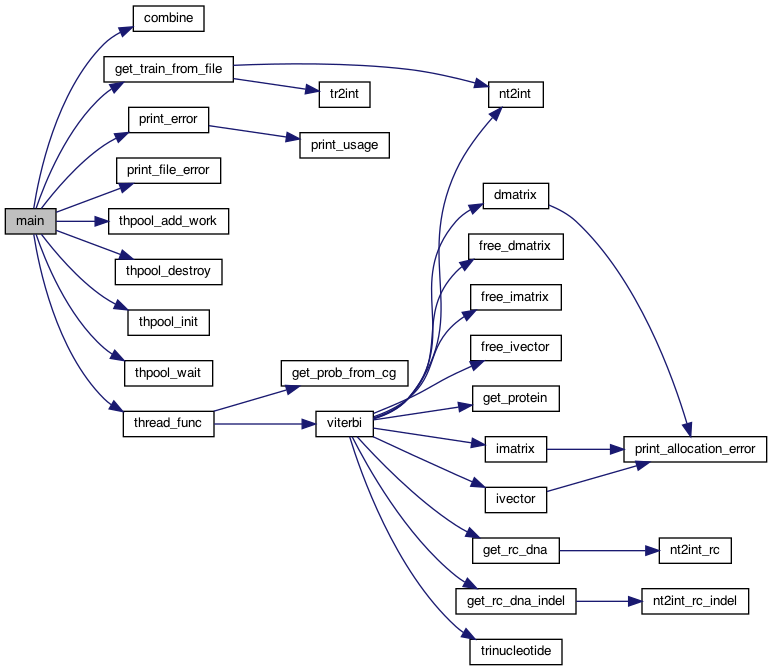 combine
get_train_from_file
nt2int
tr2int
print_error
print_usage
print_file_error
dmatrix
main
thpool_add_work
free_dmatrix
thpool_destroy
free_imatrix
thpool_init
free_ivector
thpool_wait
get_prob_from_cg
get_protein
thread_func
viterbi
imatrix
print_allocation_error
ivector
get_rc_dna
nt2int_rc
get_rc_dna_indel
nt2int_rc_indel
trinucleotide